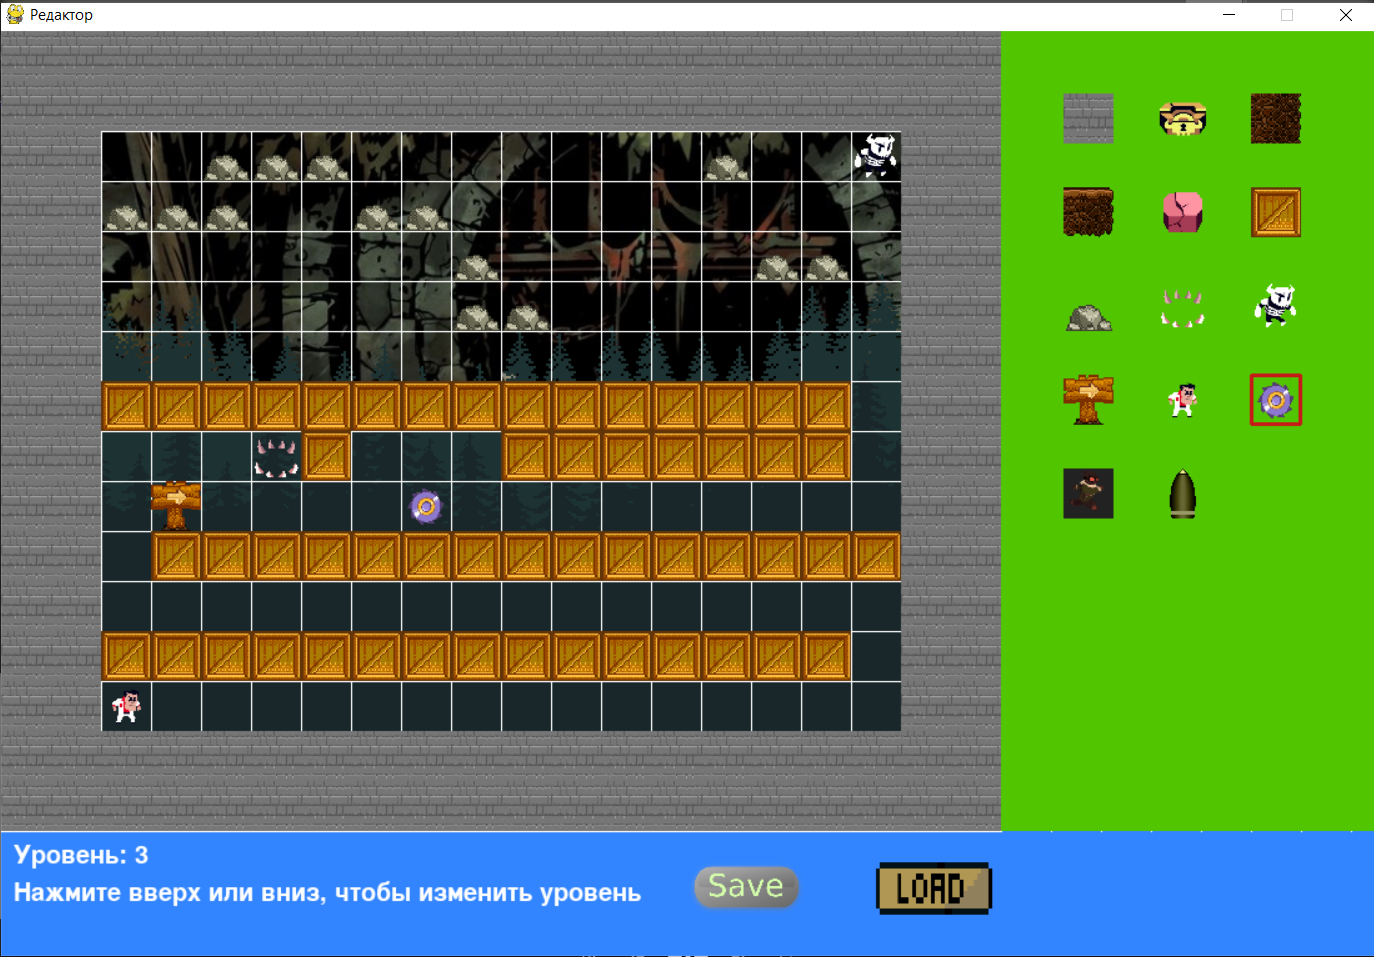 Редактор
Уровень: 3
Нажмите вверх или вниз, чтобы изменить уровень
Save
LOAD